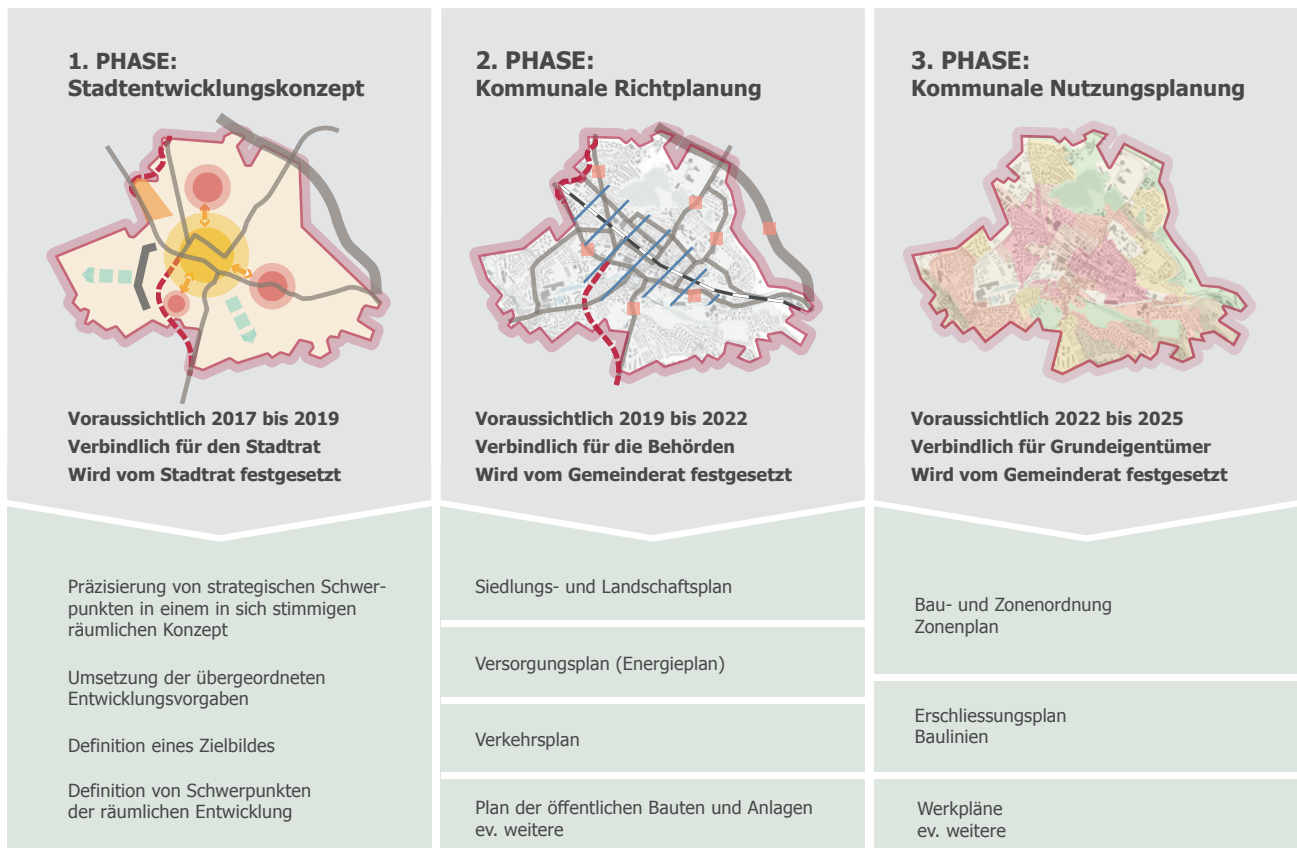 1. PHASE:
Stadtentwicklungskonzept
Voraussichtlich 2017 bis 2019
Verbindlich für den Stadtrat
Wird vom Stadtrat festgesetzt
Präzisierung von strategischen Schwer-
punkten in einem in sich stimmigen
räumlichen Konzept
Umsetzung der übergeordneten
Entwicklungsvorgaben
Definition eines Zielbildes
Definition von Schwerpunkten
der räumlichen Entwicklung
2. PHASE:
Kommunale Richtplanung
Voraussichtlich 2019 bis 2022
Verbindlich für die Behörden
Wird vom Gemeinderat festgesetzt
Siedlungs- und Landschaftsplan
Versorgungsplan (Energieplan)
Verkehrsplan
Plan der öffentlichen Bauten und Anlagen
ev. weitere
3. PHASE:
Kommunale Nutzungsplanung
Voraussichtlich 2022 bis 2025
Verbindlich für Grundeigentümer
Wird vom Gemeinderat festgesetzt
Bau- und Zonenordnung
Zonenplan
Erschliessungsplan
Baulinien
Werkpläne
ev. weitere